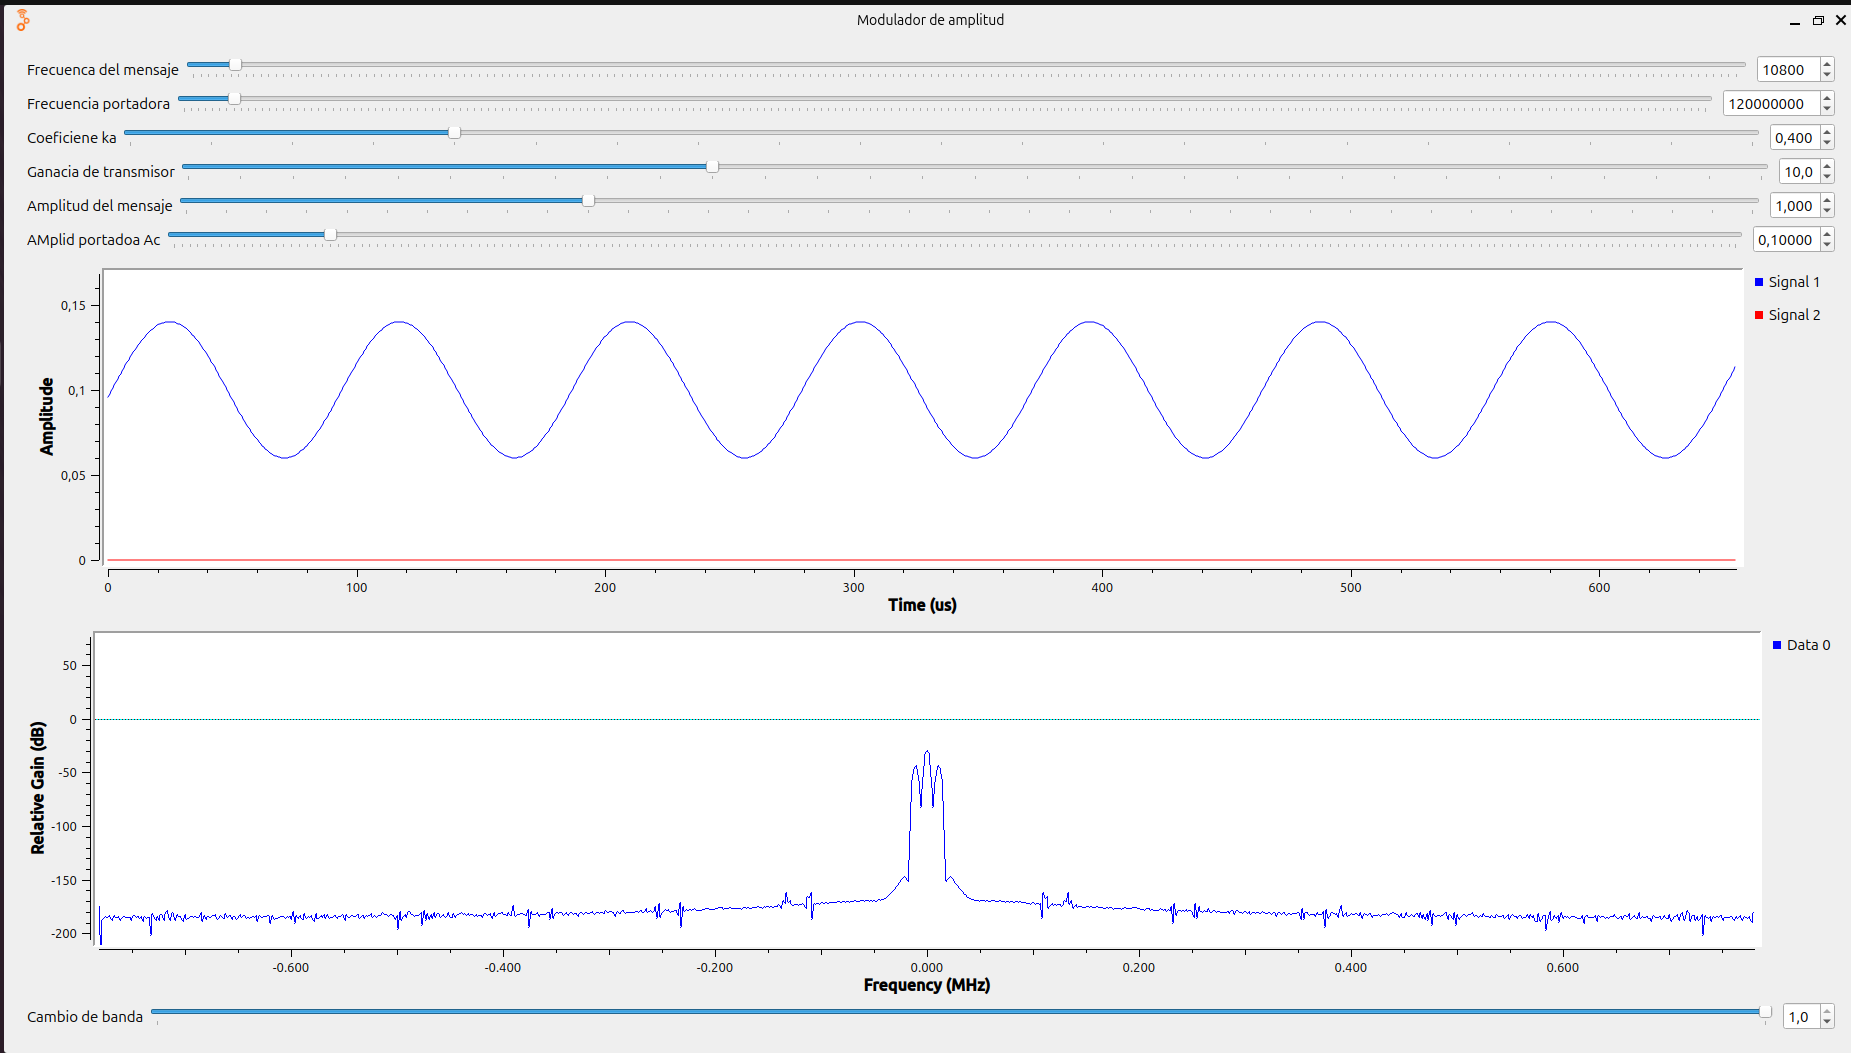 Modulador de amplitud
Frecuenca del mensaje 10800
Frecuencia portadora 120000000
Coeficiene ka 0,400
Ganacia de transmisor 10,0
Amplitud del mensaje 1,000
AMplid portadoa Ac 0,10000
Signal 1
Signal 2
Amplitude
0,15
0,1
0,05
0
0 100 200 300 400 500 600
Time (us)
Data 0
Relative Gain (dB)
50
0
-50
-100
-150
-200
-0.600 -0.400 -0.200 0.000 0.200 0.400 0.600
Frequency (MHz)
Cambio de banda 1,0